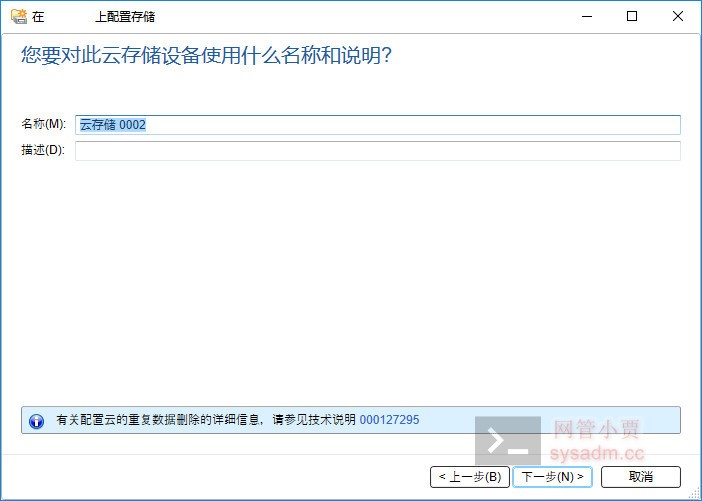 在 上配置存储
您要对此云存储设备使用什么名称和说明?
名称(M): 云存储 0002
描述(D):
有关配置云的重复数据删除的详细信息，请参见技术说明 000127295
网管小贾
sysadm.cc
< 上一步(B) 下一步(N) > 取消